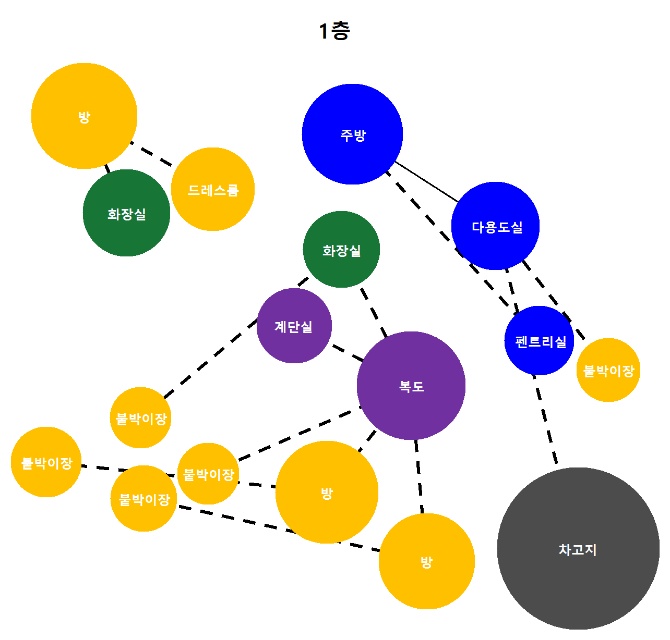 1층
방
주방
드레스룸
화장실
다용도실
화장실
계단실
펜트리실
붙박이장
복도
붙박이장
붙박이장
붙박이장
방
붙박이장
차고지
방